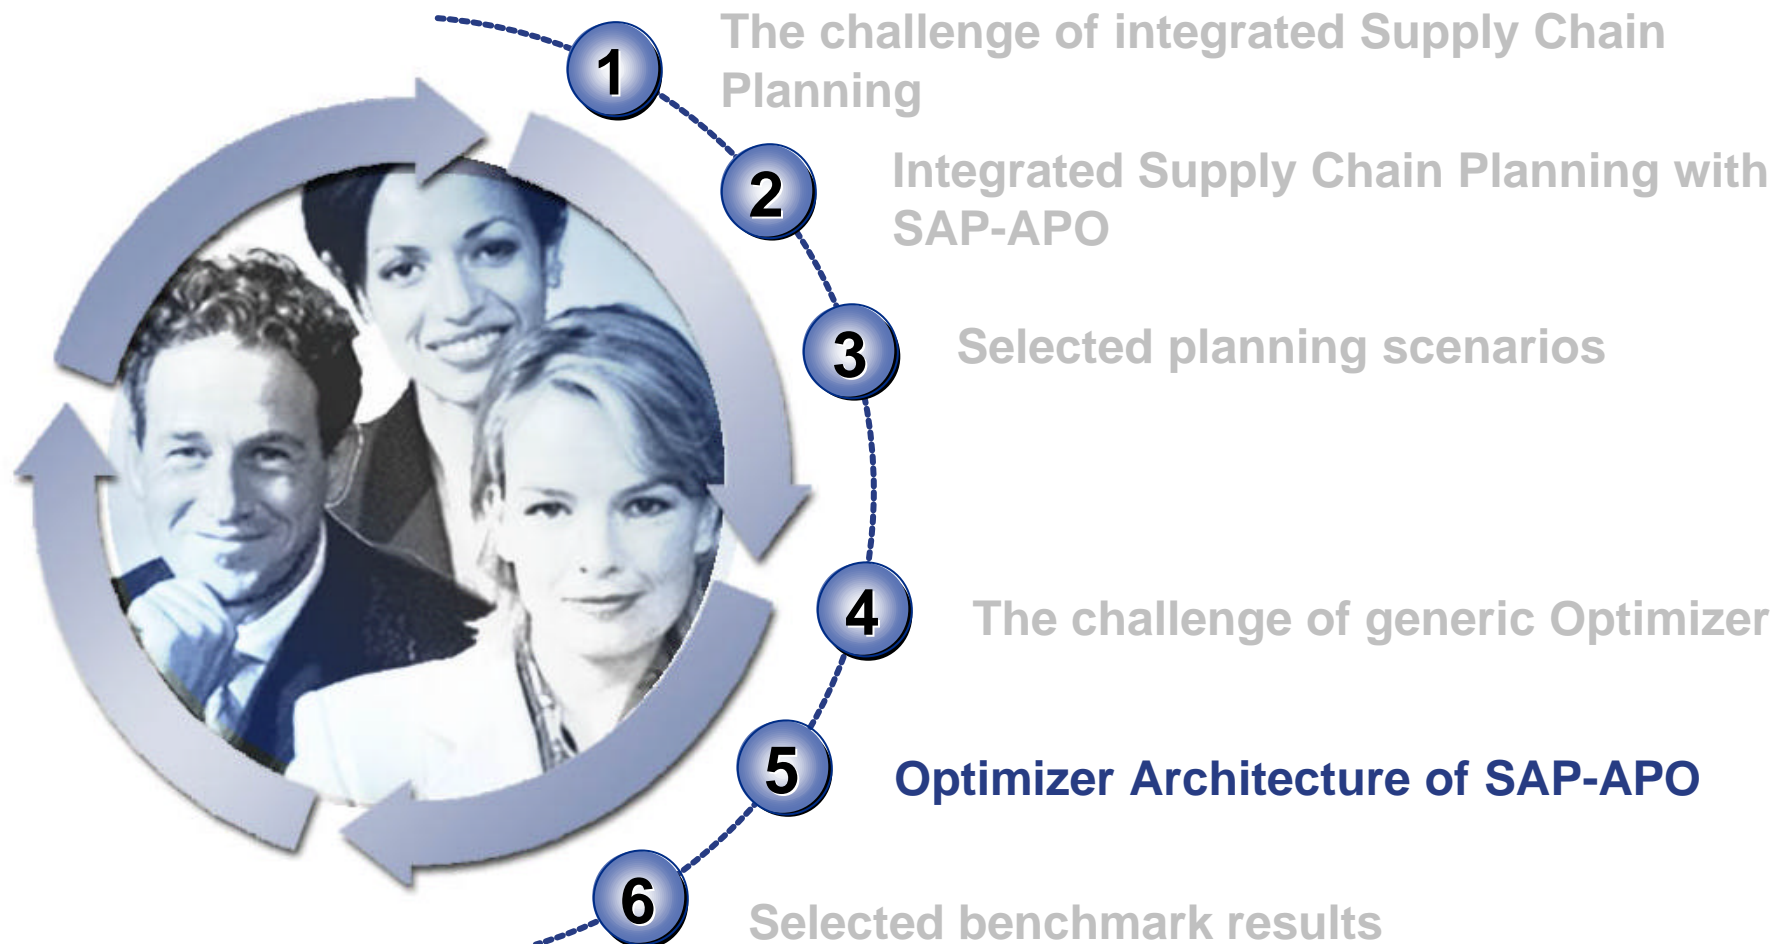 1
The challenge of integrated Supply Chain
Planning
2
Integrated Supply Chain Planning with
SAP-APO
3
Selected planning scenarios
4
The challenge of generic Optimizer
5
Optimizer Architecture of SAP-APO
6
Selected benchmark results